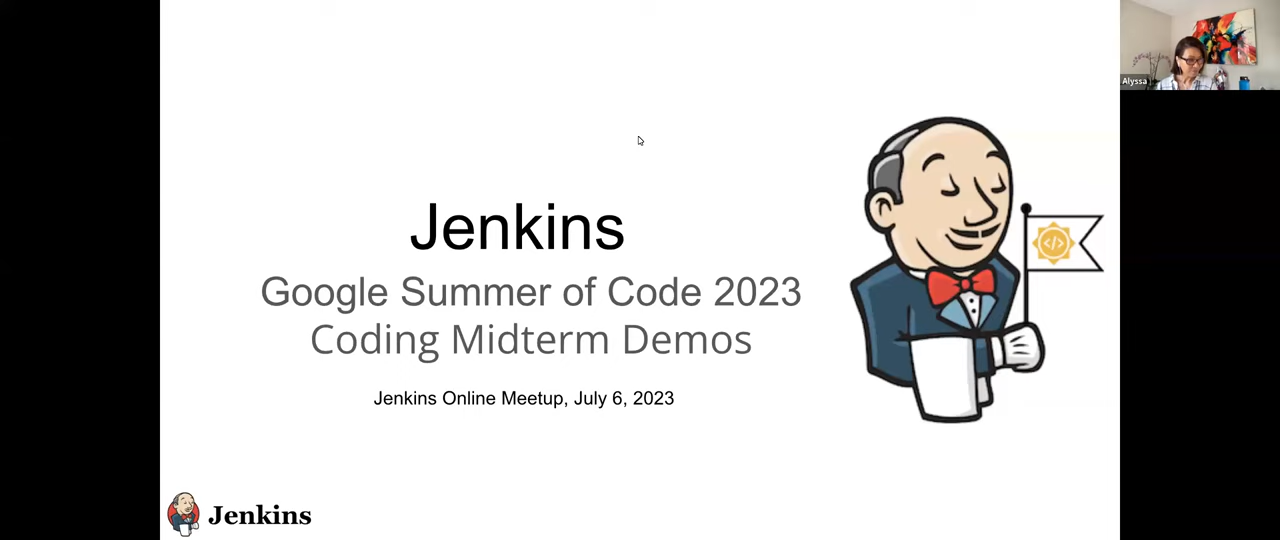 Alyssa
Jenkins
Google Summer of Code 2023
Coding Midterm Demos
Jenkins Online Meetup, July 6, 2023
</>
Jenkins